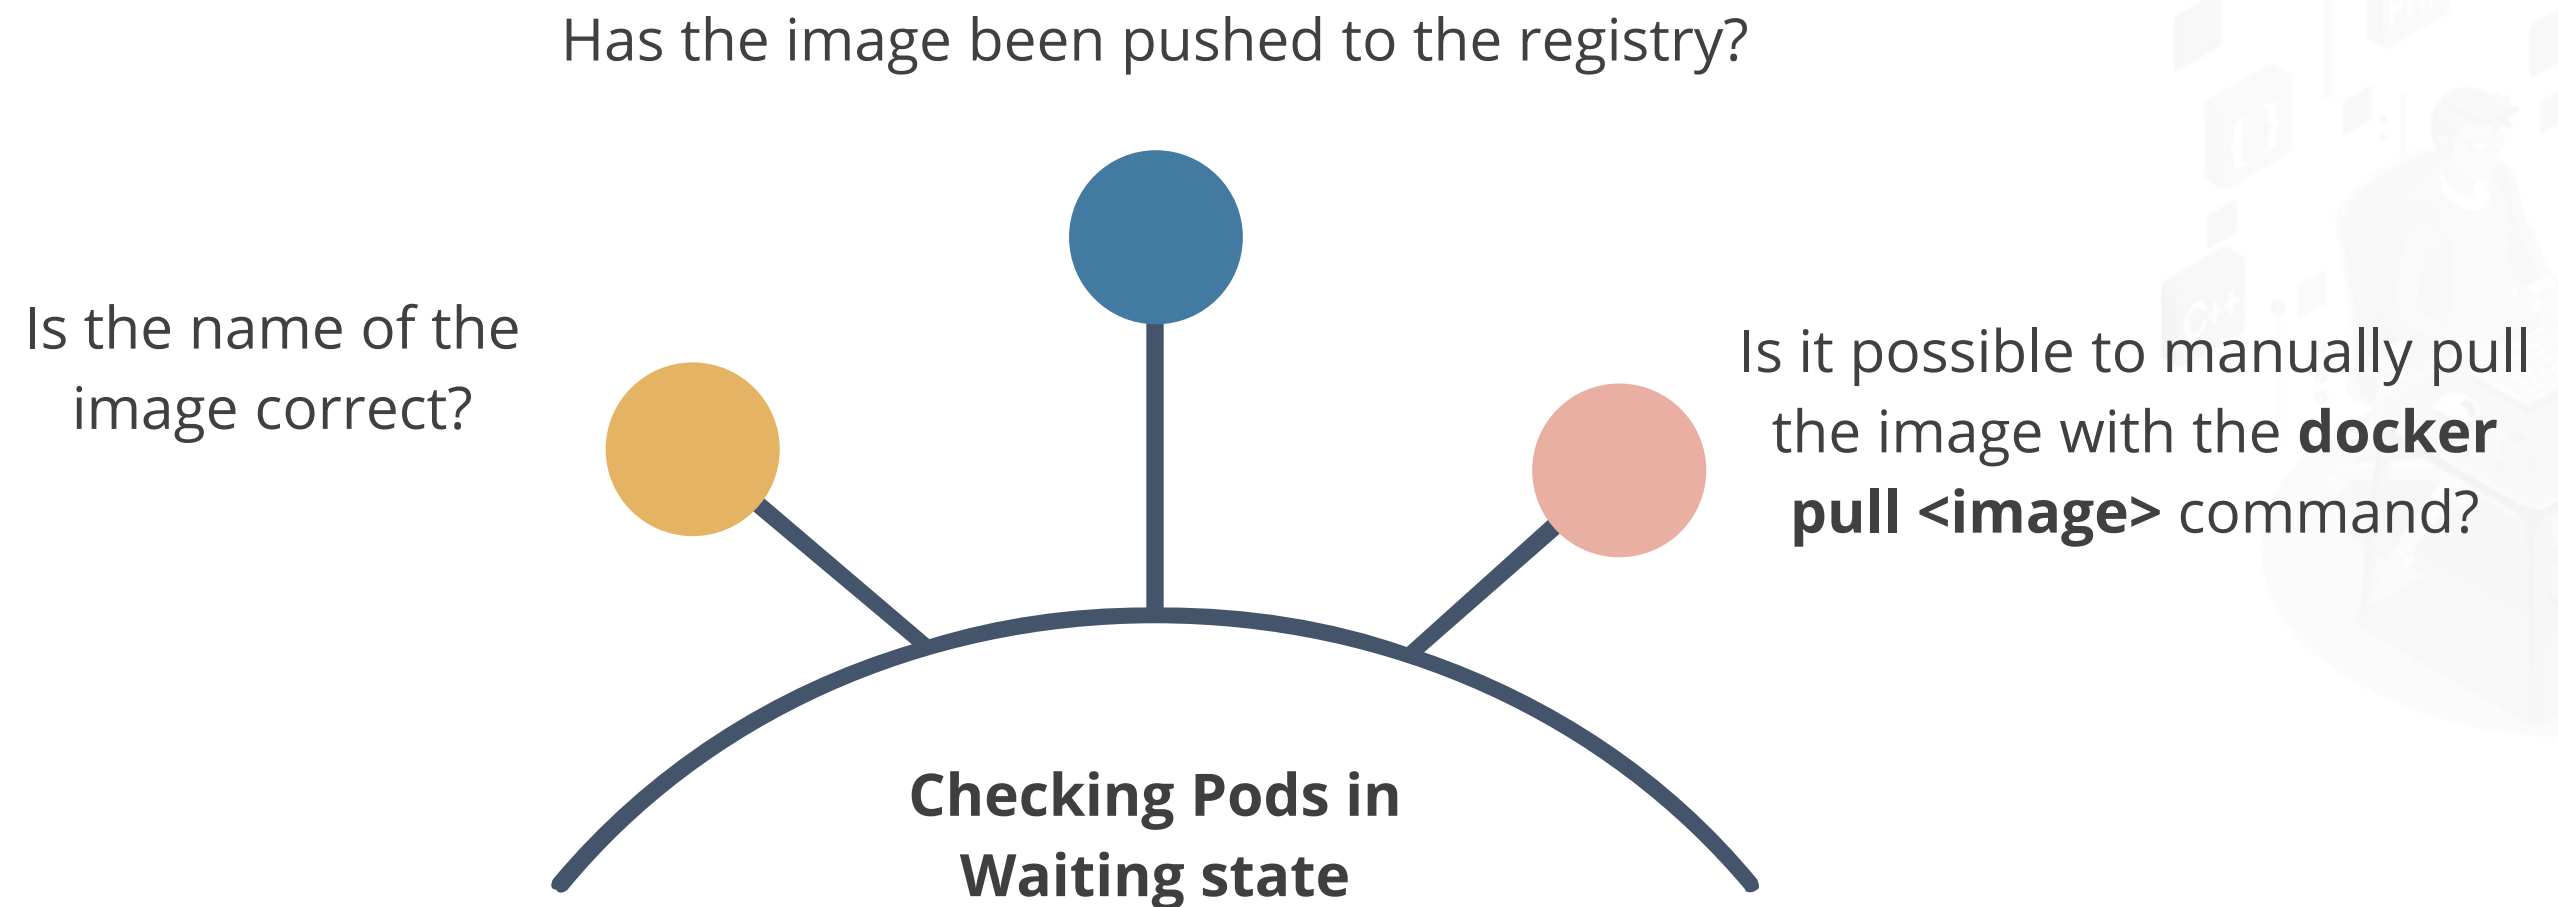 Has the image been pushed to the registry?
Is the name of the
image correct?
Is it possible to manually pull
the image with the docker
pull <image> command?
Checking Pods in
Waiting state
{ }
C++